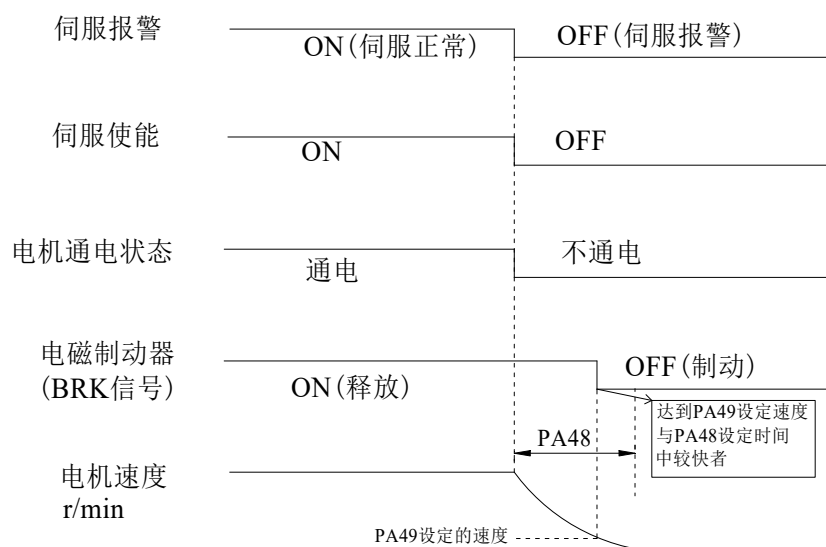 伺服报警
ON(伺服正常)
OFF(伺服报警)
伺服使能
ON
OFF
电机通电状态
通电
不通电
电磁制动器
(BRK信号)
ON(释放)
OFF(制动)
达到PA49设定速度
与PA48设定时间
中较快者
PA48
电机速度
r/min
PA49设定的速度